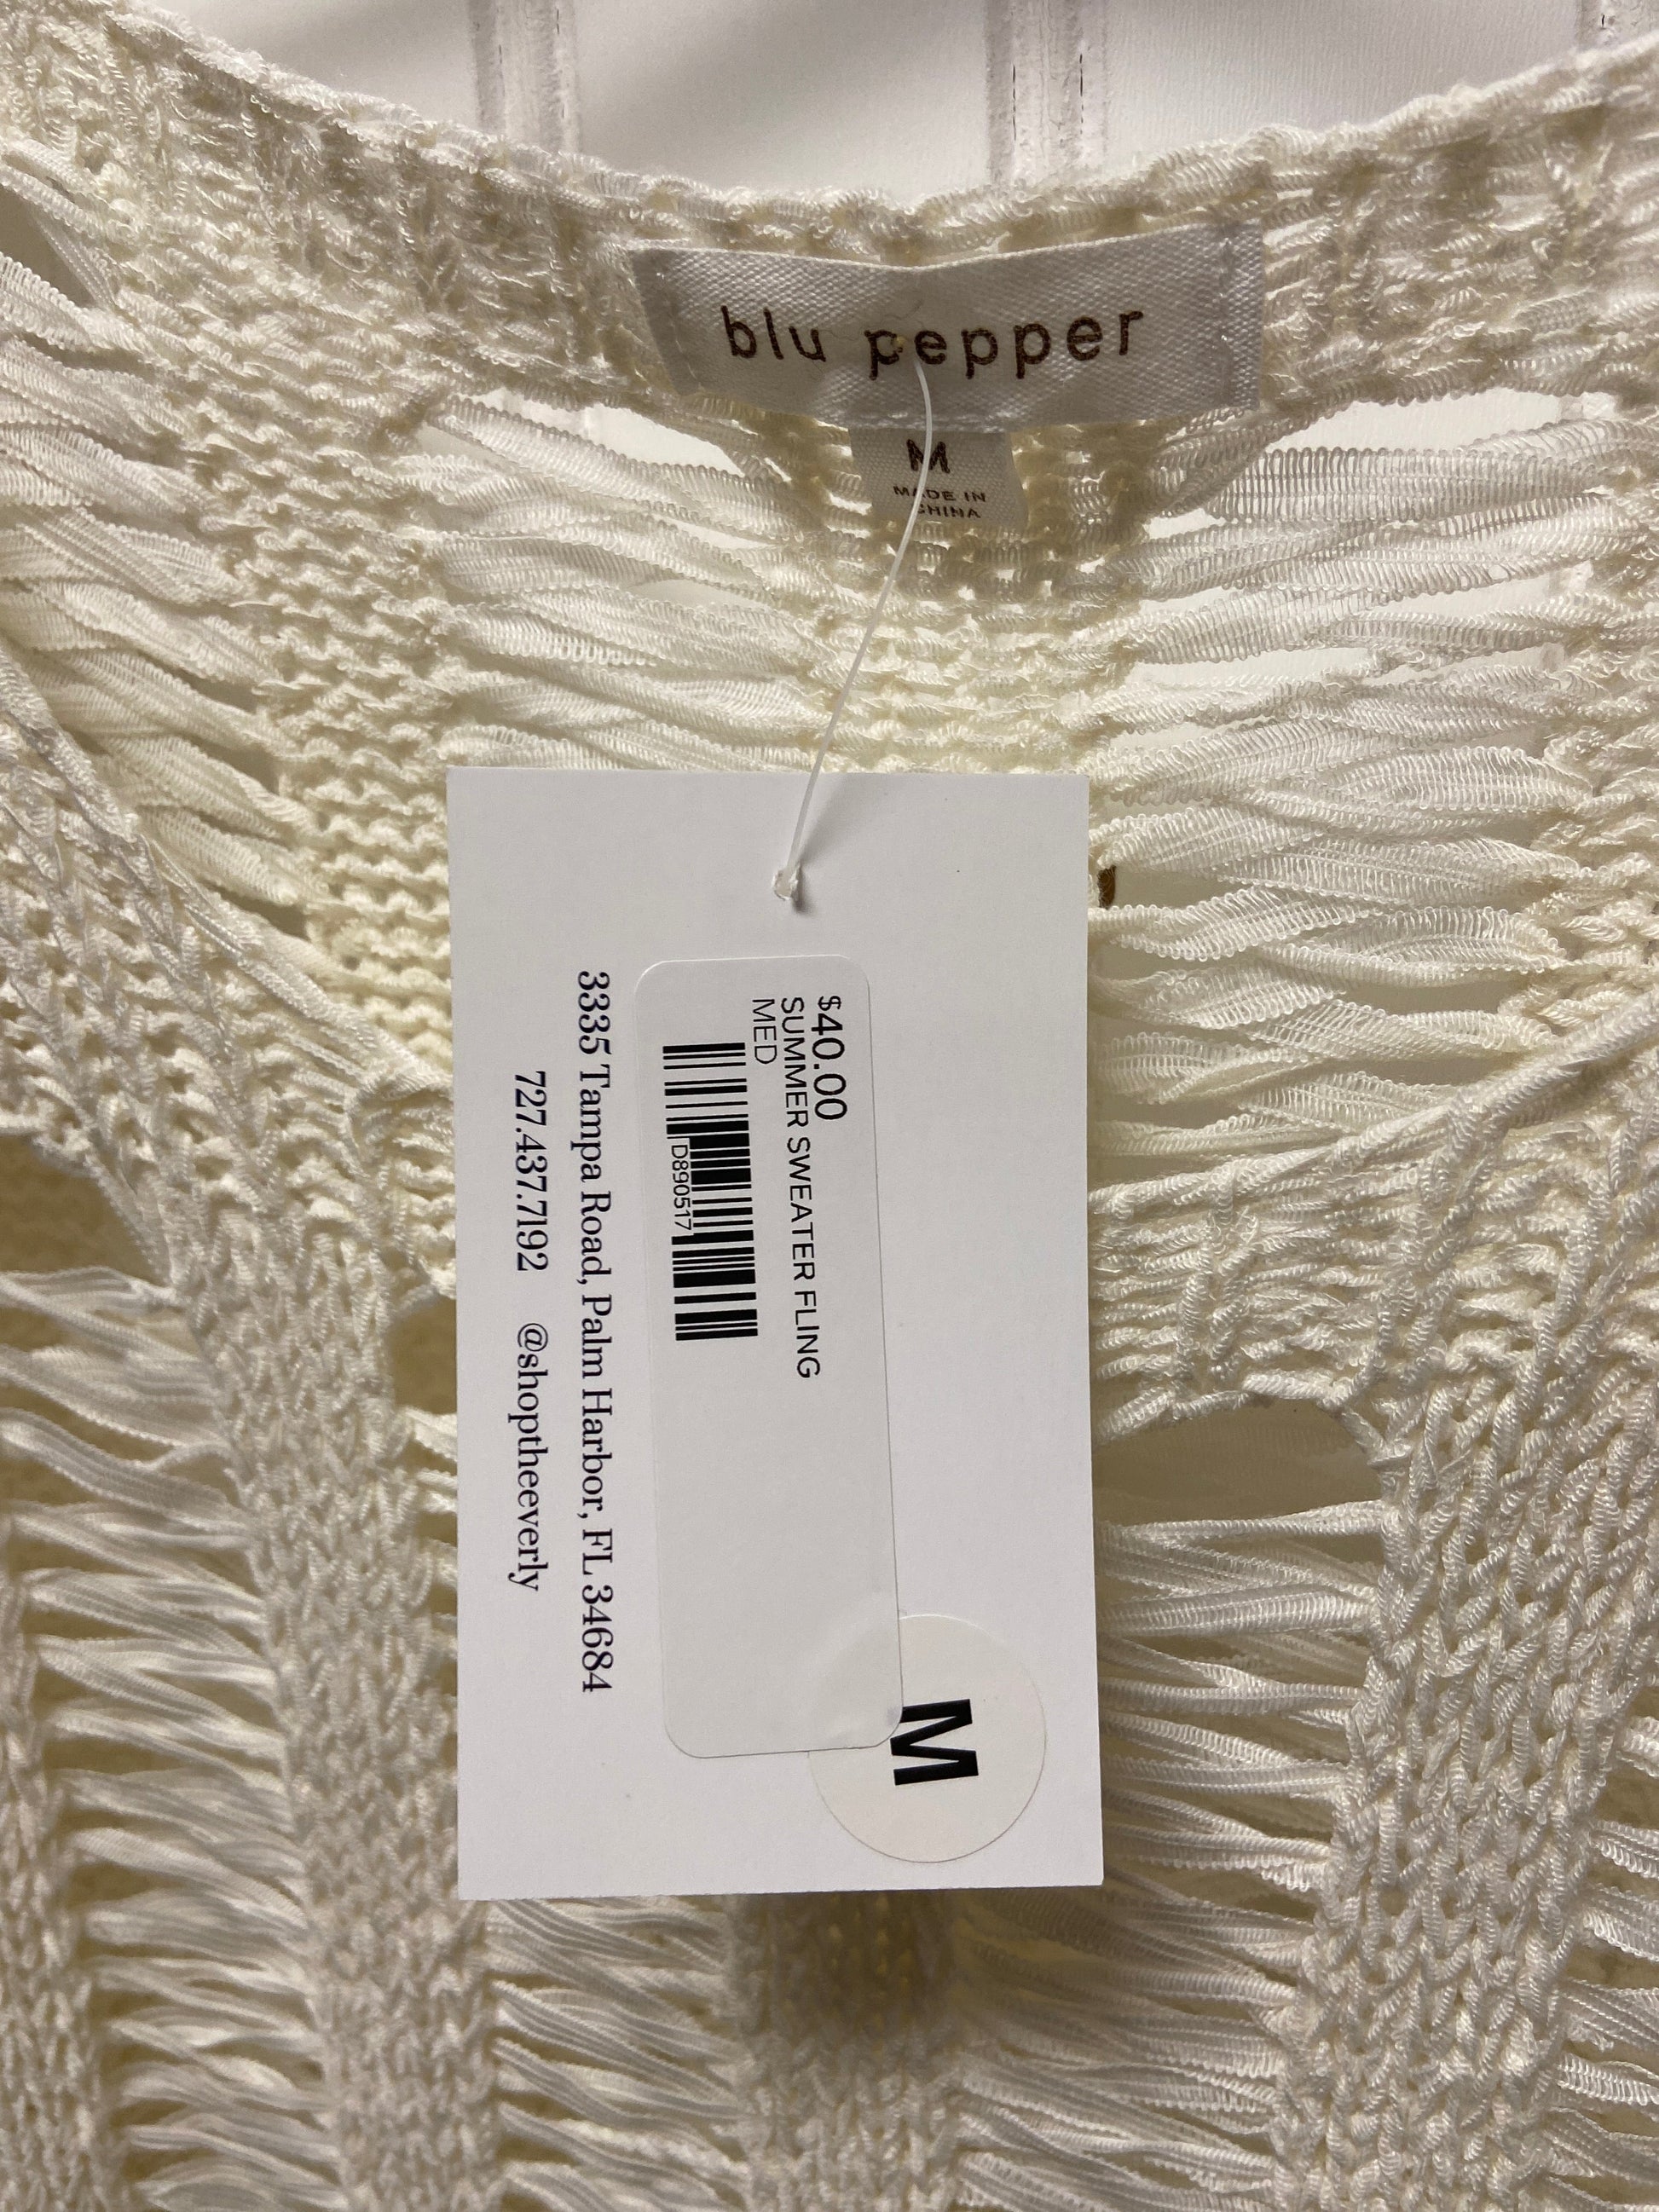 blu pepper
M
MADE IN
CHINA
$40.00
SUMMER SWEATER FLING
MED
D890517
M
3335 Tampa Road, Palm Harbor, FL 34684
727.437.7192 @shoptheeverly